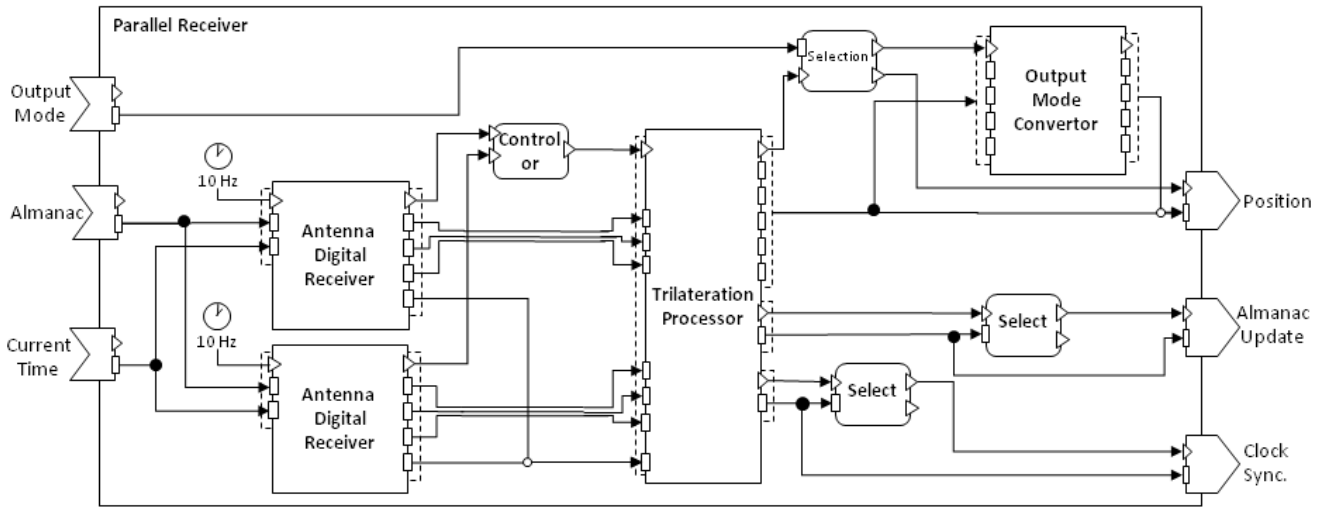 Parallel Receiver
Output
Mode
Selection
Output
Mode
Convertor
Control
or
10 Hz
Almanac
Antenna
Digital
Receiver
Position
Trilateration
Processor
Select
Almanac
Update
10 Hz
Current
Time
Antenna
Digital
Receiver
Select
Clock
Sync.